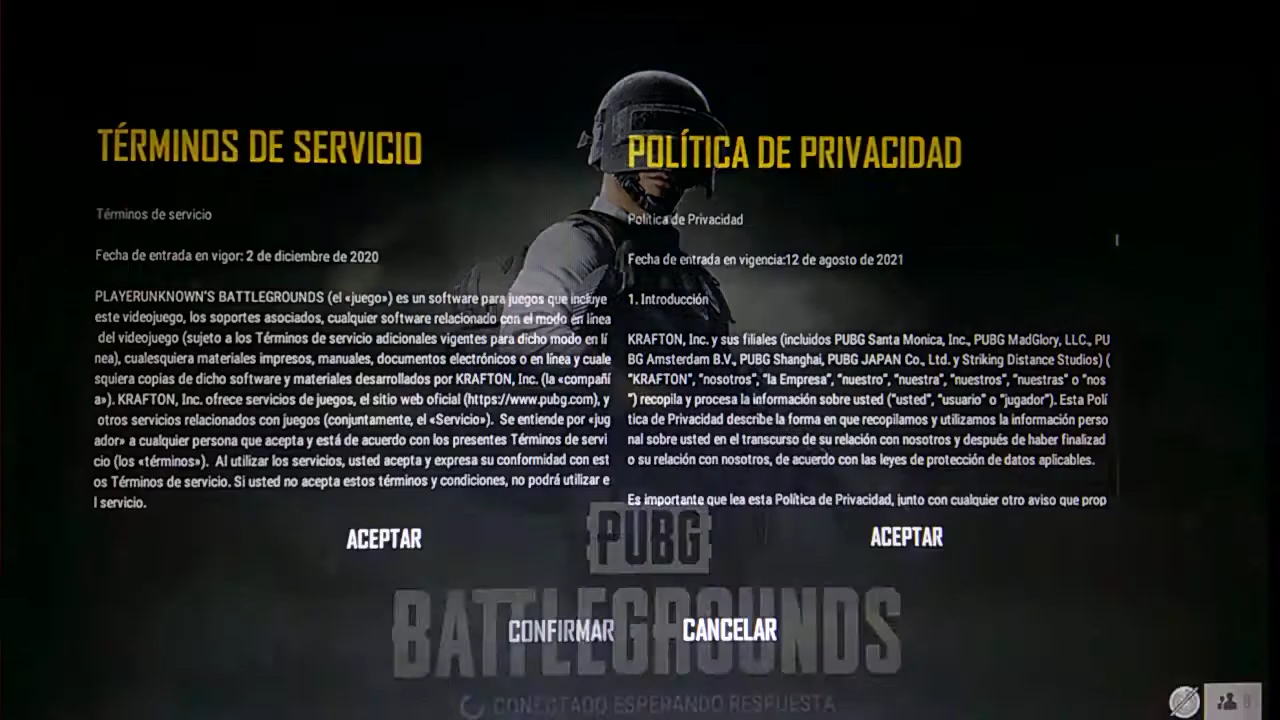 TÉRMINOS DE SERVICIO
Términos de servicio
Fecha de entrada en vigor: 2 de diciembre de 2020
PLAYERUNKNOWN'S BATTLEGROUNDS (el «juego») es un software para juegos que incluye
este videojuego, los soportes asociados, cualquier software relacionado con el modo en línea
del videojuego (sujeto a los Términos de servicio adicionales vigentes para dicho modo en lí
nea), cualesquiera materiales impresos, manuales, documentos electrónicos o en línea y cuale
squiera copias de dicho software y materiales desarrollados por KRAFTON, Inc. (la «compañí
a»). KRAFTON, Inc. ofrece servicios de juegos, el sitio web oficial (https://www.pubg.com), y
otros servicios relacionados con juegos (conjuntamente, el «Servicio»). Se entiende por «jug
ador» a cualquier persona que acepta y está de acuerdo con los presentes Términos de servi
cio (los «términos»). Al utilizar los servicios, usted acepta y expresa su conformidad con est
os Términos de servicio. Si usted no acepta estos términos y condiciones, no podrá utilizar e
l servicio.
ACEPTAR
POLÍTICA DE PRIVACIDAD
Política de Privacidad
Fecha de entrada en vigencia:12 de agosto de 2021
1. Introducción
KRAFTON, Inc. y sus filiales (incluidos PUBG Santa Monica, Inc., PUBG MadGlory, LLC., PU
BG Amsterdam B.V., PUBG Shanghai, PUBG JAPAN Co., Ltd. y Striking Distance Studios) (
"KRAFTON", "nosotros", "la Empresa", "nuestro", "nuestra", "nuestros", "nuestras" o "nos
") recopila y procesa la información sobre usted ("usted", "usuario" o "jugador"). Esta Polí
tica de Privacidad describe la forma en que recopilamos y utilizamos la información perso
nal sobre usted en el transcurso de su relación con nosotros y después de haber finalizad
o su relación con nosotros, de acuerdo con las leyes de protección de datos aplicables.
Es importante que lea esta Política de Privacidad, junto con cualquier otro aviso que prop
ACEPTAR
PUBG
BATTLEGROUNDS
CONFIRMAR
CANCELAR
CONECTADO ESPERANDO RESPUESTA